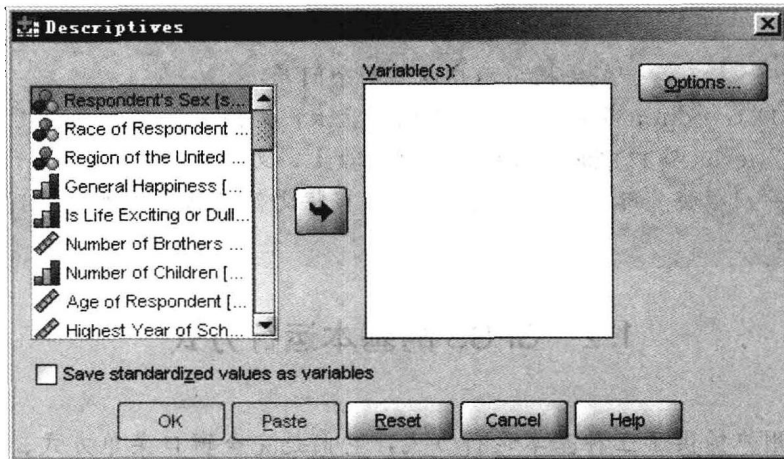 Descriptives
Variable(s):
Options...
Respondent's Sex [s...
Race of Respondent ...
Region of the United ...
General Happiness [...
Is Life Exciting or Dull...
Number of Brothers ...
Number of Children [...
Age of Respondent [...
Highest Year of Sch...
Save standardized values as variables
OK
Paste
Reset
Cancel
Help